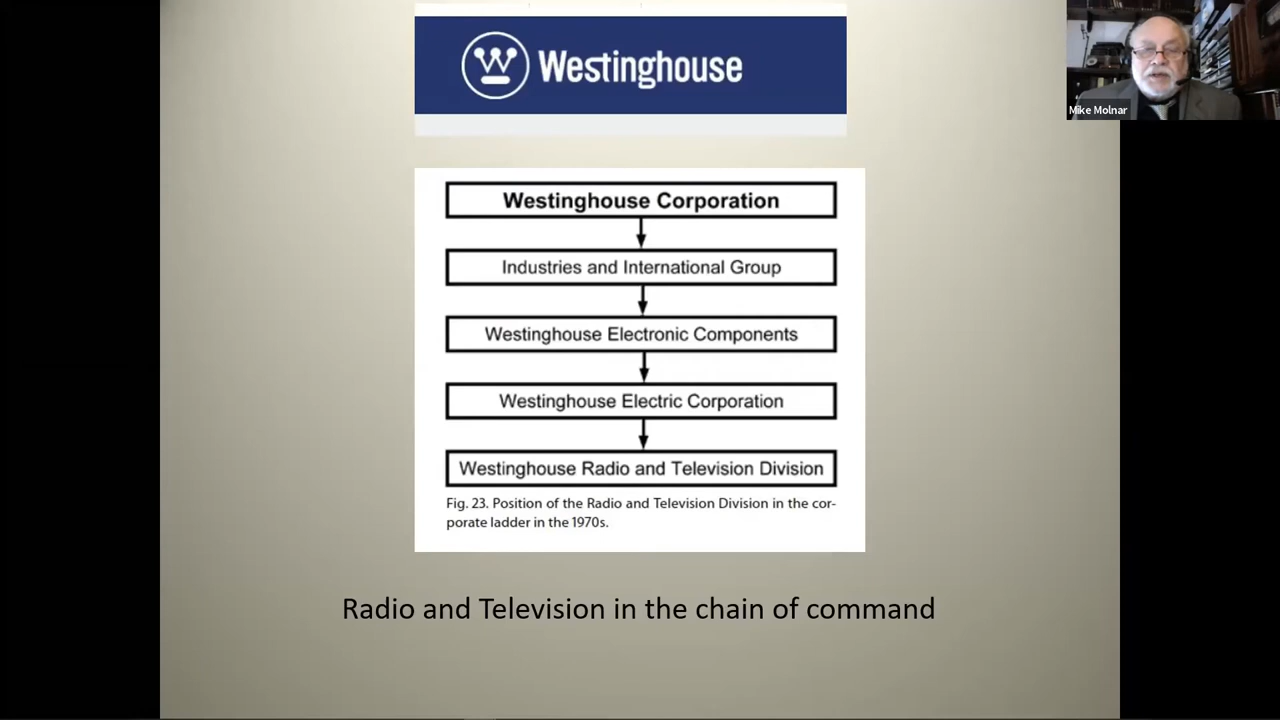 Westinghouse
Mike Molnar
Westinghouse Corporation
Industries and International Group
Westinghouse Electronic Components
Westinghouse Electric Corporation
Westinghouse Radio and Television Division
Fig. 23. Position of the Radio and Television Division in the cor-
porate ladder in the 1970s.
Radio and Television in the chain of command